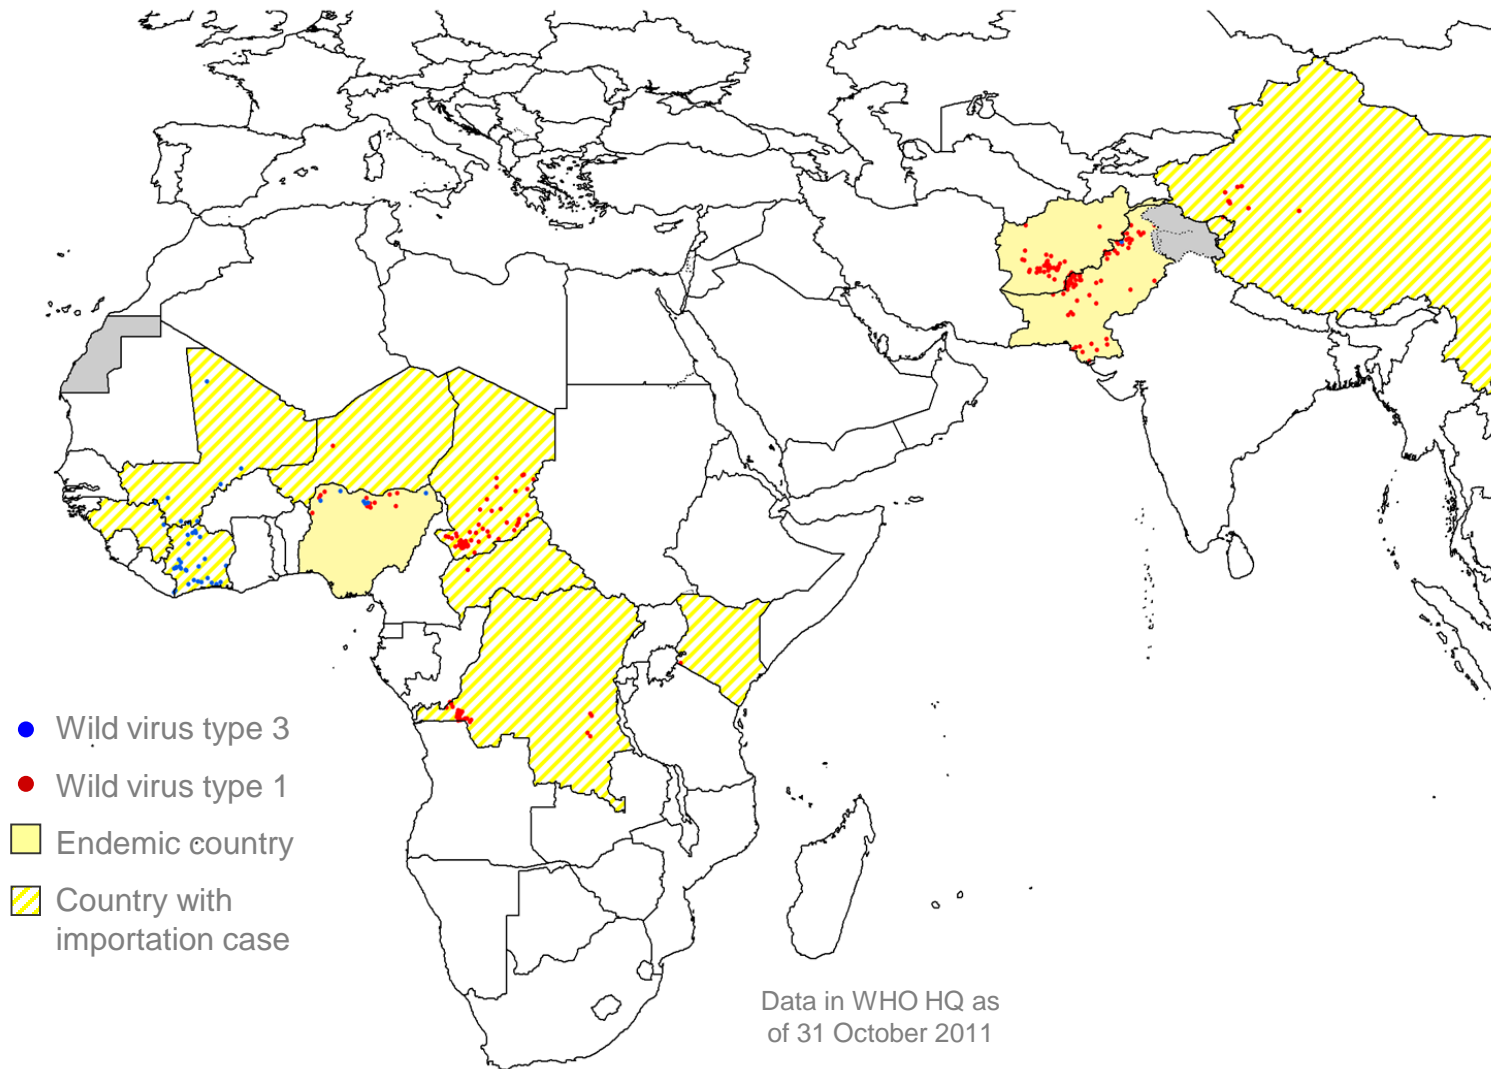 Wild virus type 3
Wild virus type 1
Endemic country
Country with
importation case
Data in WHO HQ as
of 31 October 2011